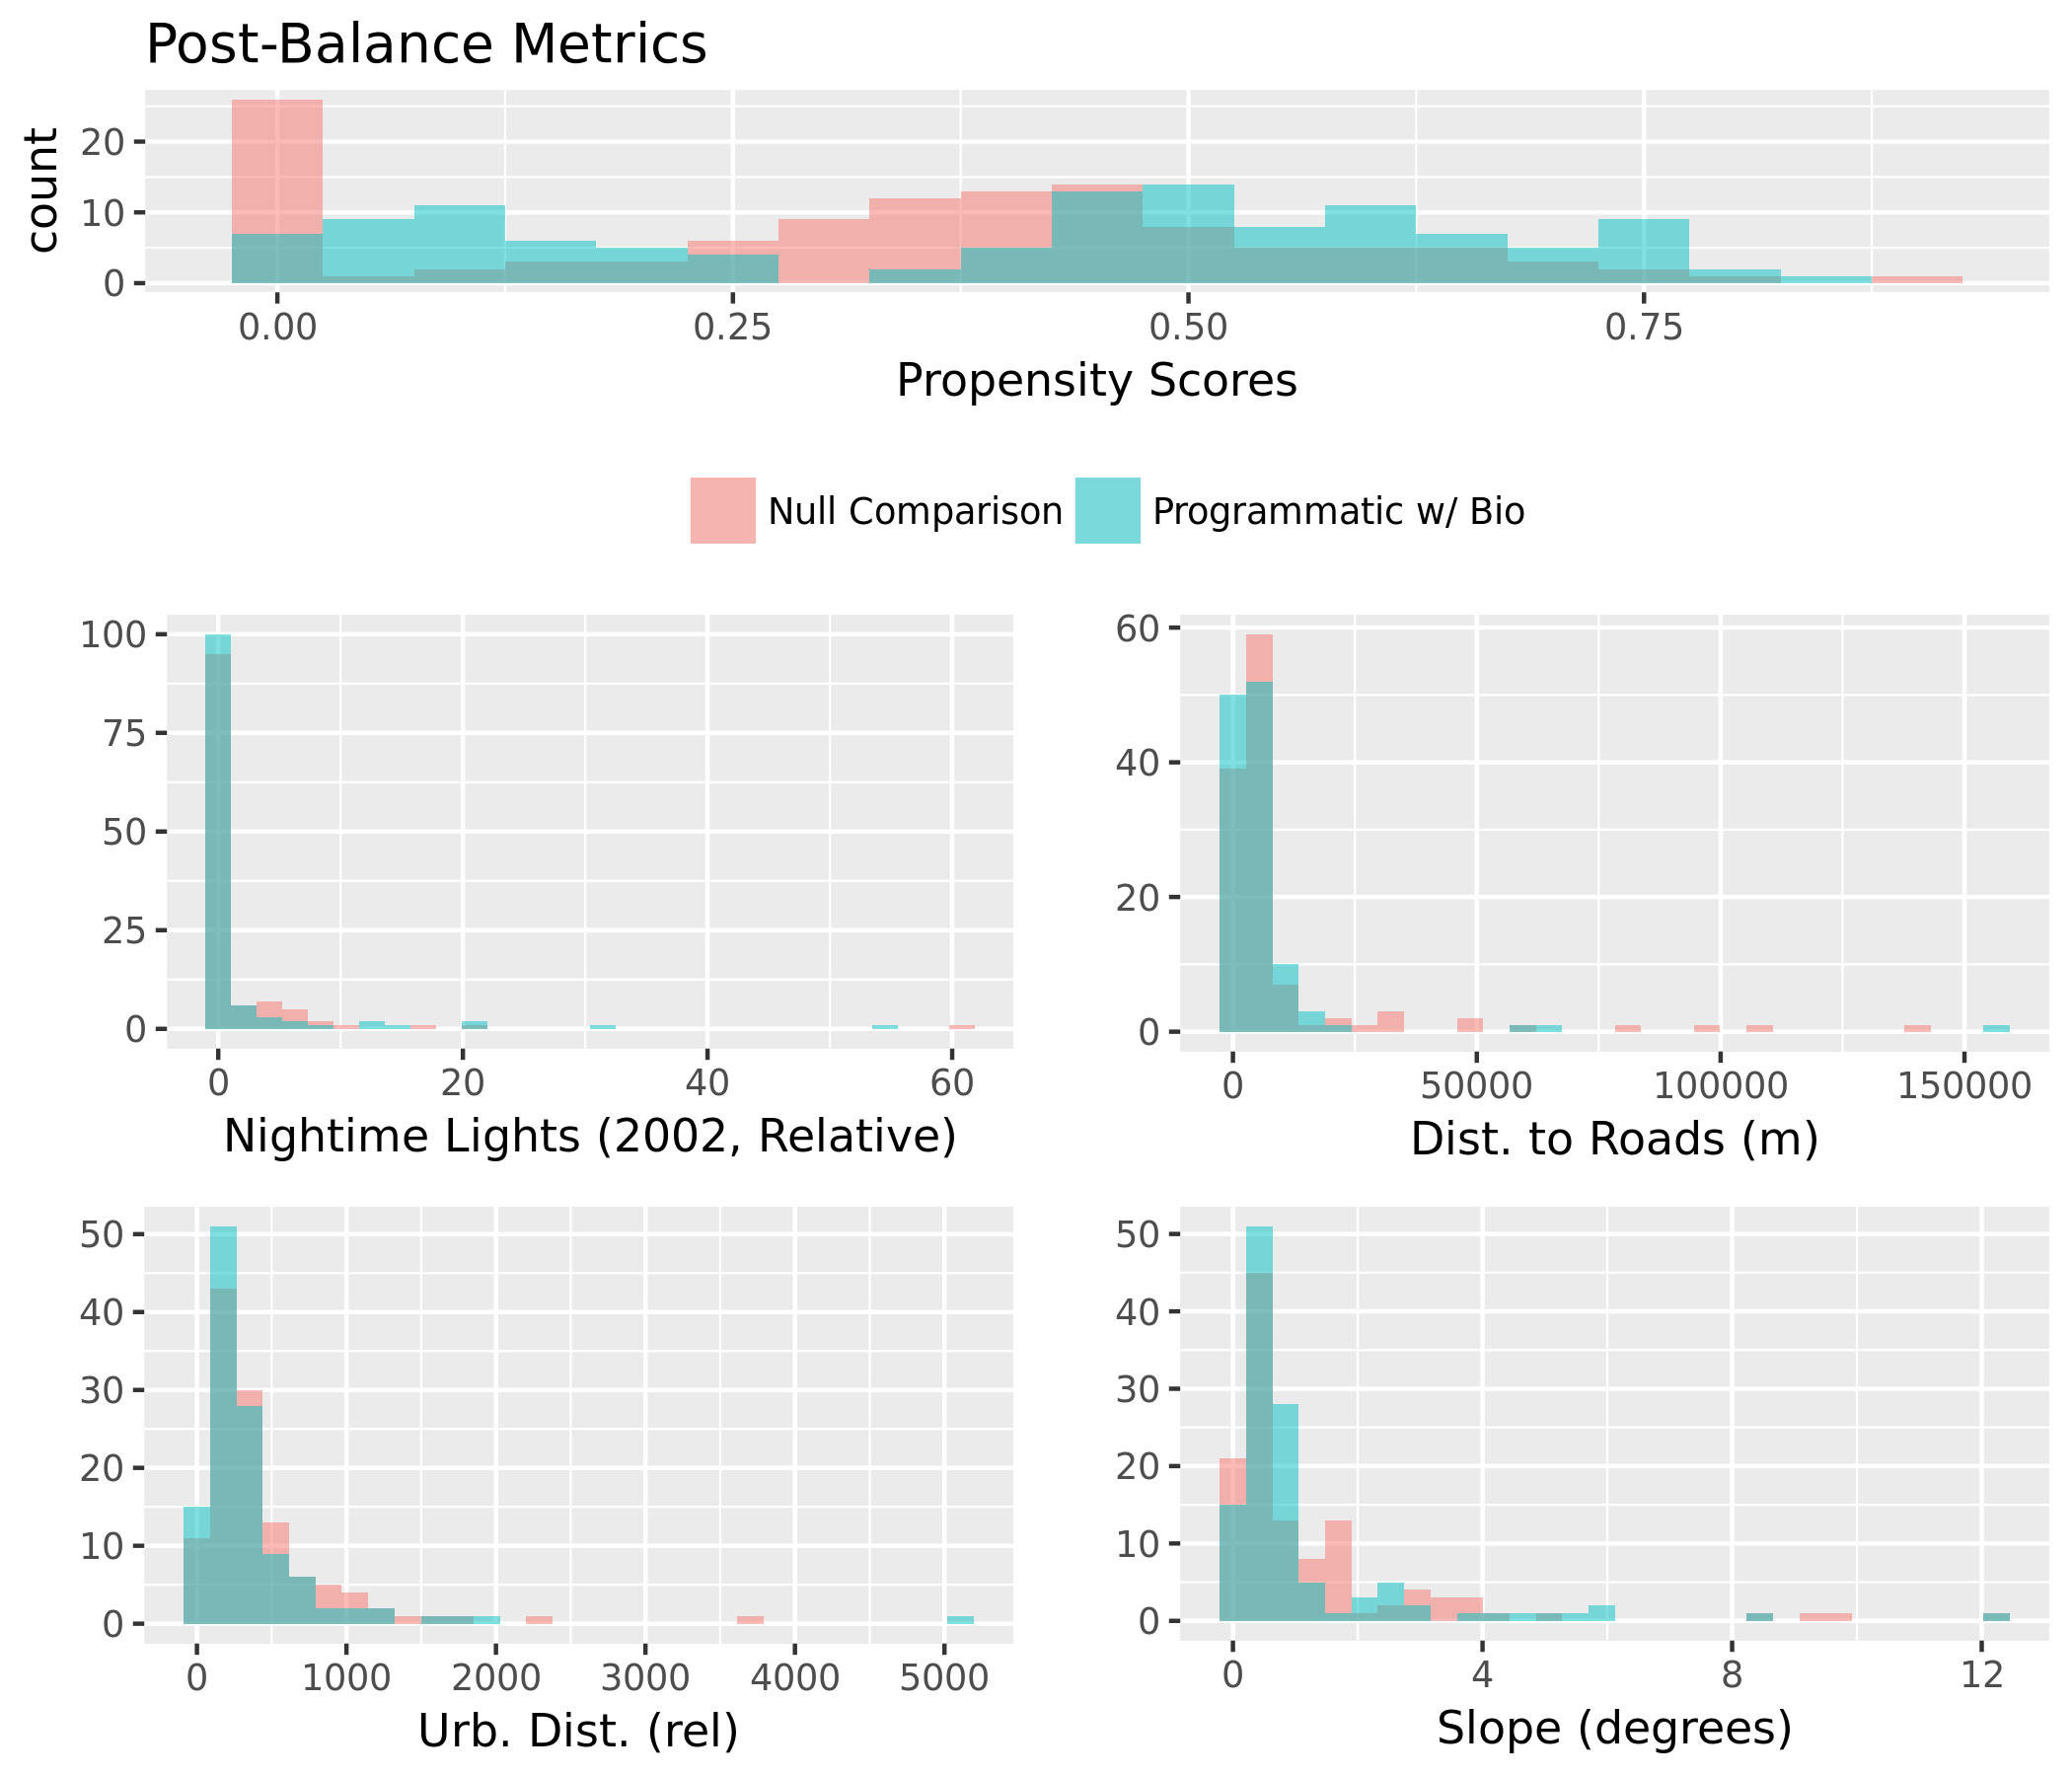 Post-Balance Metrics
count
20
10
0
0.00 0.25 0.50 0.75
Propensity Scores
Null Comparison Programmatic w/ Bio
100
75
50
25
0
0 20 40 60
Nightime Lights (2002, Relative)
60
40
20
0
0 50000 100000 150000
Dist. to Roads (m)
50
40
30
20
10
0
0 1000 2000 3000 4000 5000
Urb. Dist. (rel)
50
40
30
20
10
0
0 4 8 12
Slope (degrees)